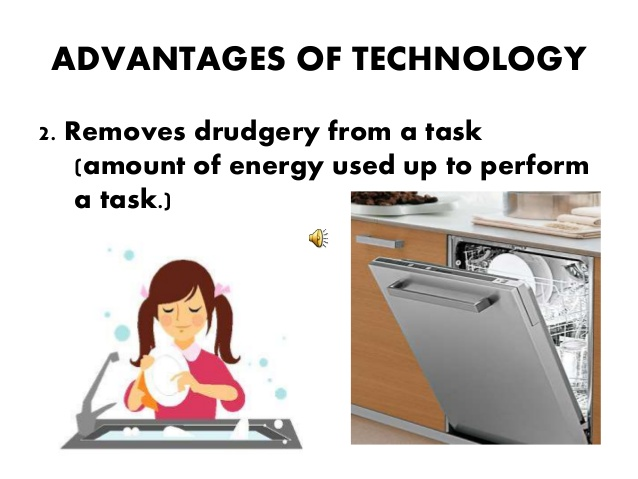 ADVANTAGES OF TECHNOLOGY
2. Removes drudgery from a task
(amount of energy used up to perform
a task.)